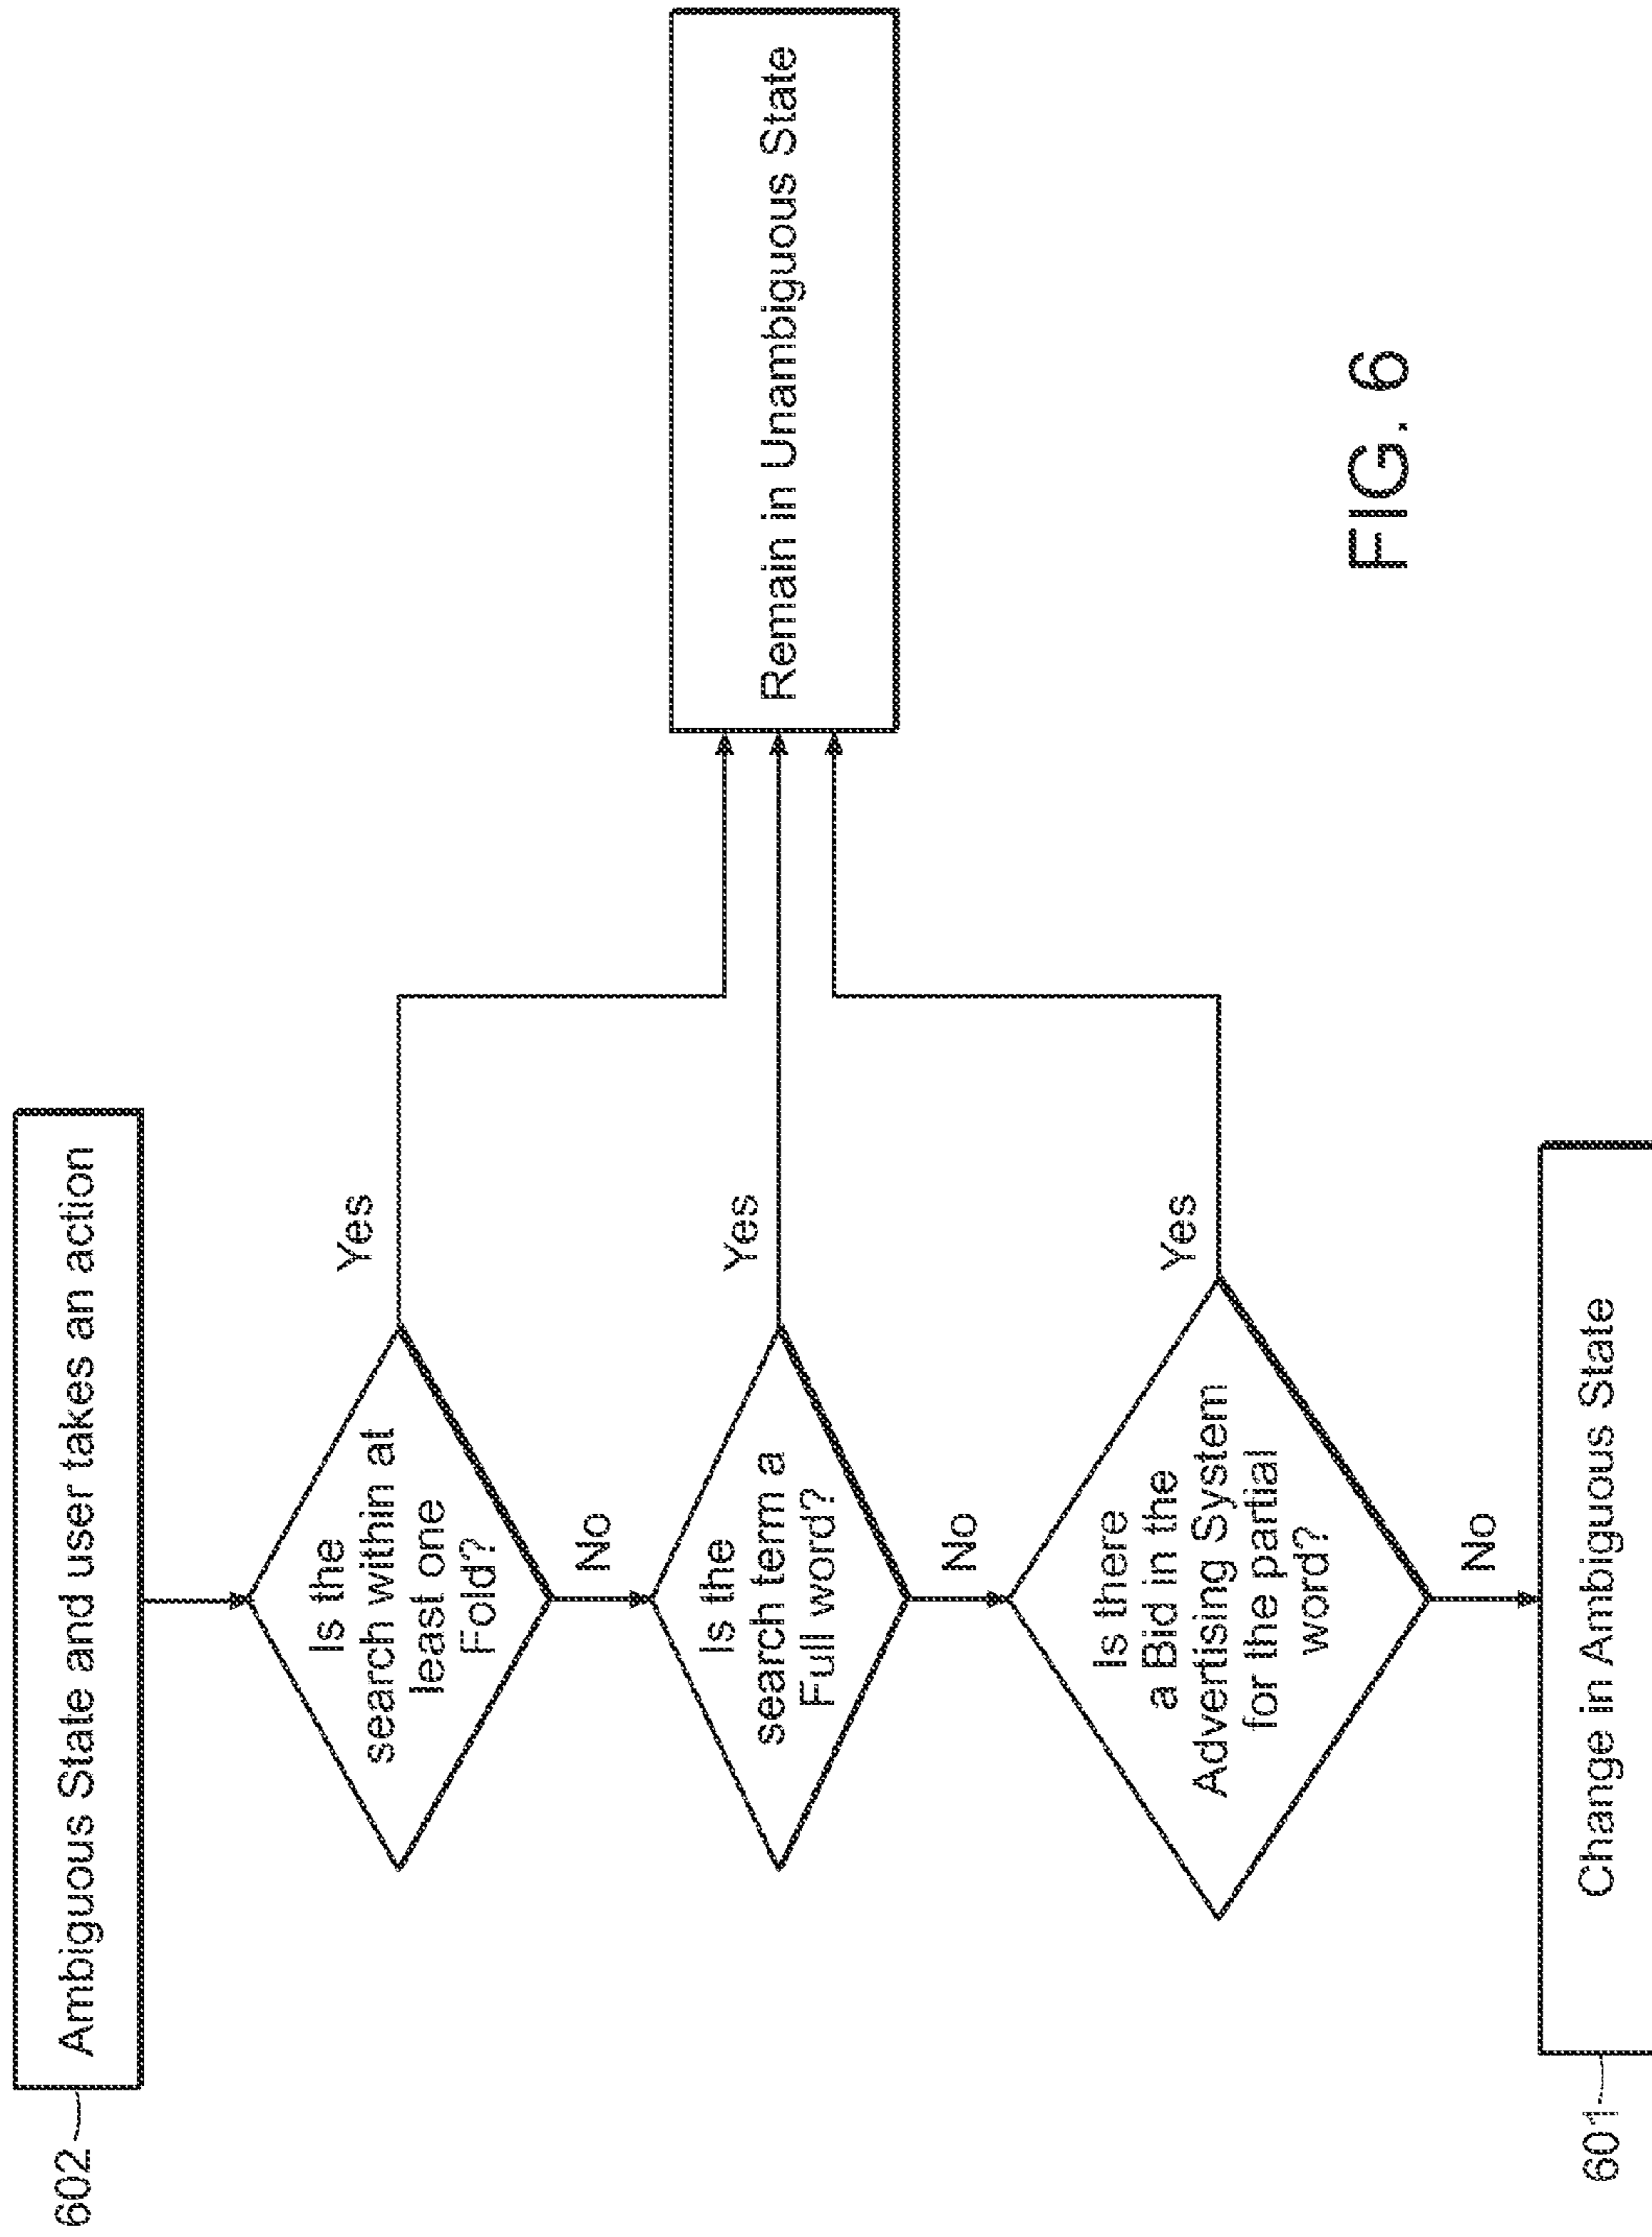 602
Ambiguous State and user takes an action
Is the
search within at
least one
Fold?
Yes
No
Is the
search term a
Full word?
Yes
No
Is there
a Bid in the
Advertising System
for the partial
word?
Yes
No
Remain in Unambiguous State
601
Change in Ambiguous State
FIG. 6